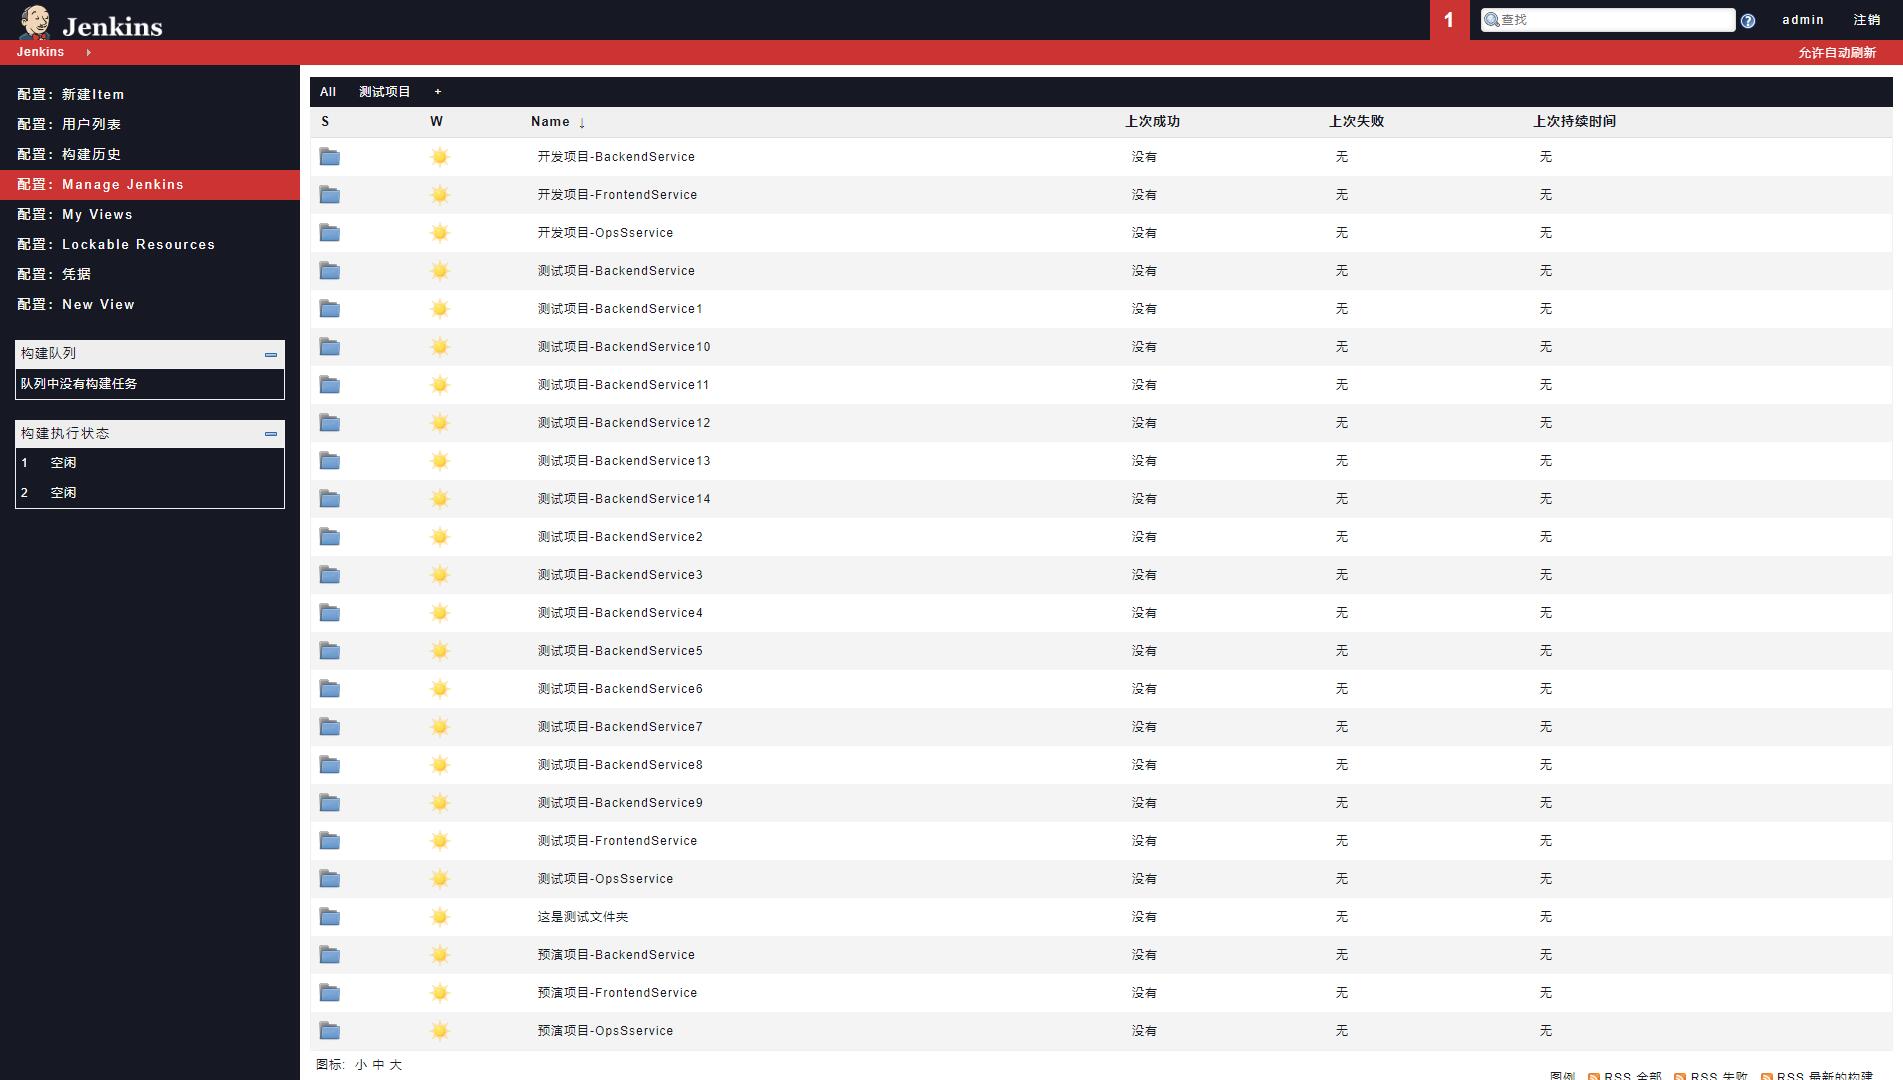 Jenkins
1
查找
admin
注销
Jenkins
允许自动刷新
配置：新建Item
配置：用户列表
配置：构建历史
配置：Manage Jenkins
配置：My Views
配置：Lockable Resources
配置：凭据
配置：New View
构建队列
队列中没有构建任务
构建执行状态
1 空闲
2 空闲
All 测试项目 +
S W Name ↓ 上次成功 上次失败 上次持续时间
开发项目-BackendService 没有 无 无
开发项目-FrontendService 没有 无 无
开发项目-OpsSservice 没有 无 无
测试项目-BackendService 没有 无 无
测试项目-BackendService1 没有 无 无
测试项目-BackendService10 没有 无 无
测试项目-BackendService11 没有 无 无
测试项目-BackendService12 没有 无 无
测试项目-BackendService13 没有 无 无
测试项目-BackendService14 没有 无 无
测试项目-BackendService2 没有 无 无
测试项目-BackendService3 没有 无 无
测试项目-BackendService4 没有 无 无
测试项目-BackendService5 没有 无 无
测试项目-BackendService6 没有 无 无
测试项目-BackendService7 没有 无 无
测试项目-BackendService8 没有 无 无
测试项目-BackendService9 没有 无 无
测试项目-FrontendService 没有 无 无
测试项目-OpsSservice 没有 无 无
这是测试文件夹 没有 无 无
预演项目-BackendService 没有 无 无
预演项目-FrontendService 没有 无 无
预演项目-OpsSservice 没有 无 无
图标: 小 中 大
图例 RSS 全部 RSS 失败 RSS 最新的构建